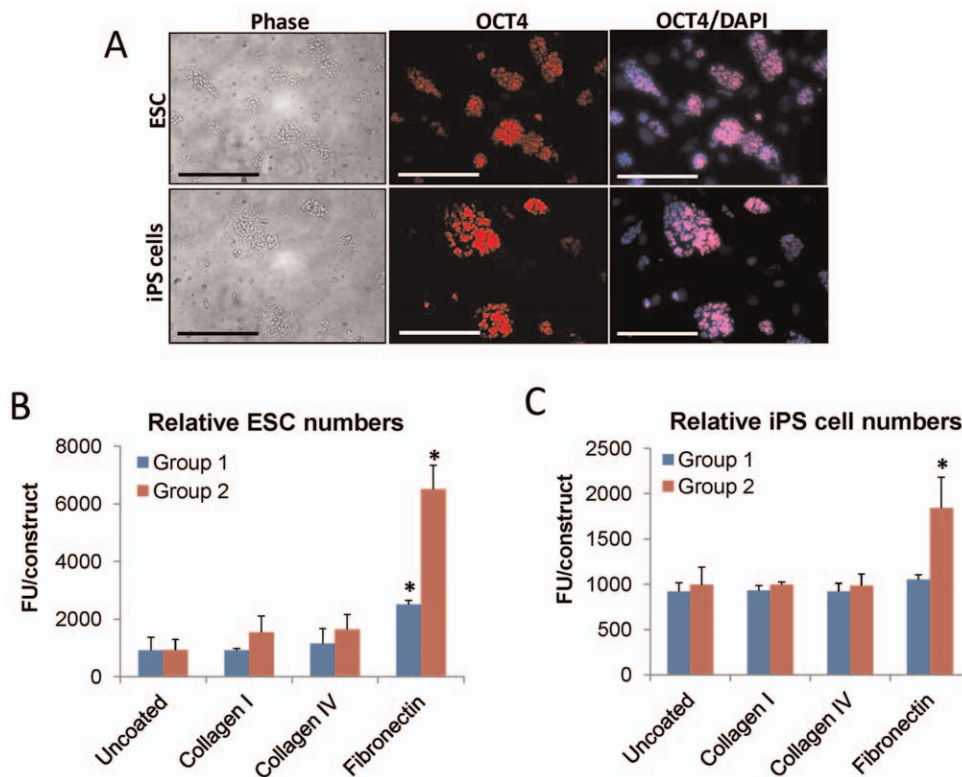 A
Phase
OCT4
OCT4/DAPI
ESC
iPS cells
B
Relative ESC numbers
Group 1
Group 2
FU/construct
8000
6000
4000
2000
0
*
*
Uncoated
Collagen I
Collagen IV
Fibronectin
C
Relative iPS cell numbers
Group 1
Group 2
FU/construct
2500
2000
1500
1000
500
0
*
Uncoated
Collagen I
Collagen IV
Fibronectin